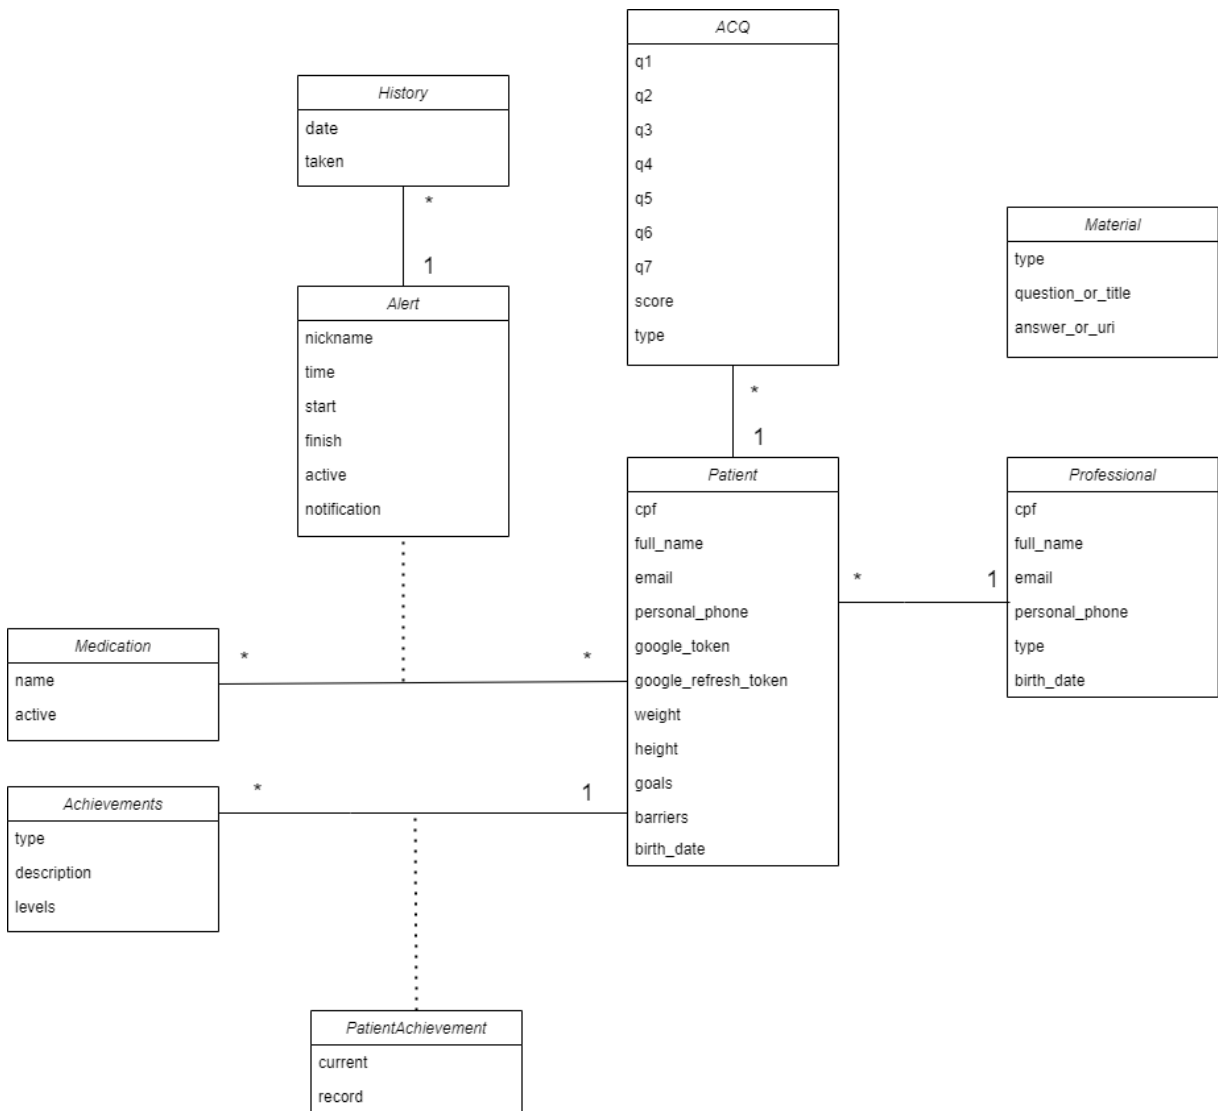 ACQ
q1
q2
q3
q4
q5
q6
q7
score
type
History
date
taken
*
1
Alert
nickname
time
start
finish
active
notification
Material
type
question_or_title
answer_or_uri
*
1
Patient
cpf
full_name
email
personal_phone
google_token
google_refresh_token
weight
height
goals
barriers
birth_date
* 1
Professional
cpf
full_name
email
personal_phone
type
birth_date
Medication
name
active
* *
Achievements
type
description
levels
* 1
PatientAchievement
current
record